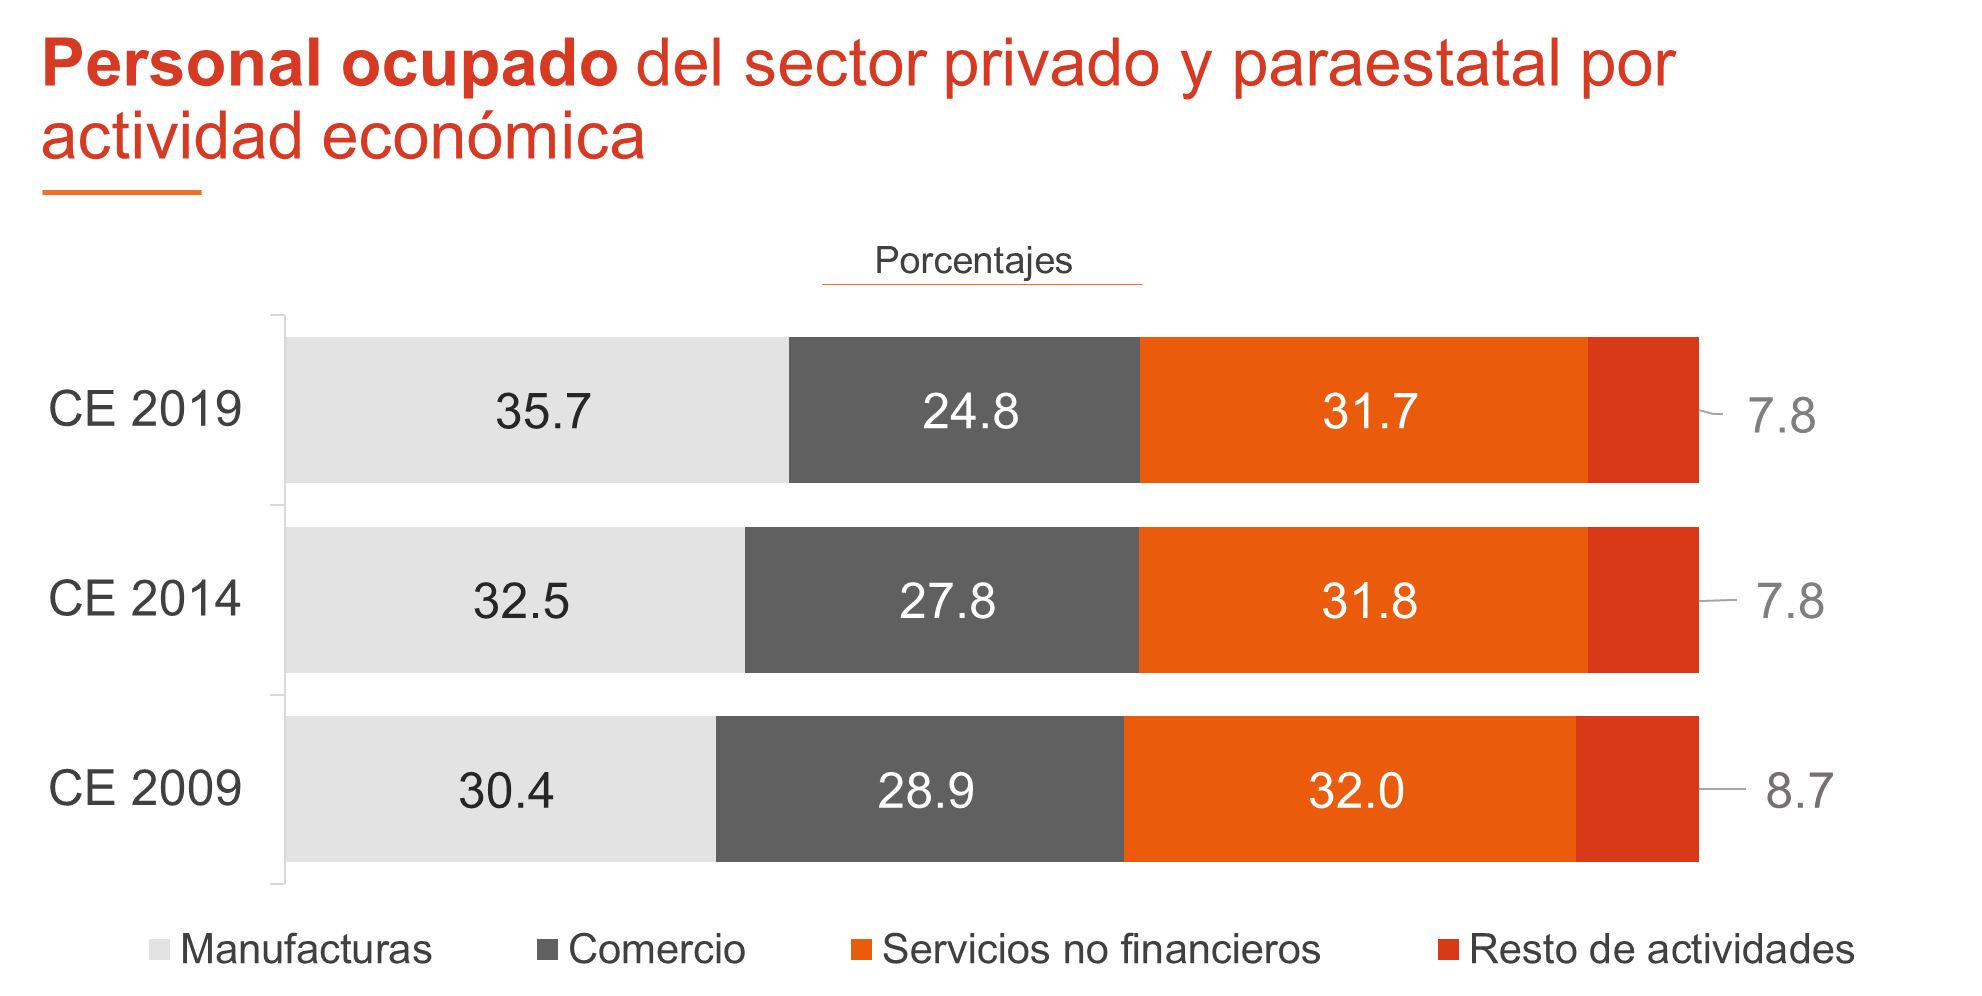 Personal ocupado del sector privado y paraestatal por
actividad económica
Porcentajes
CE 2019
35.7
24.8
31.7
7.8
CE 2014
32.5
27.8
31.8
7.8
CE 2009
30.4
28.9
32.0
8.7
Manufacturas
Comercio
Servicios no financieros
Resto de actividades